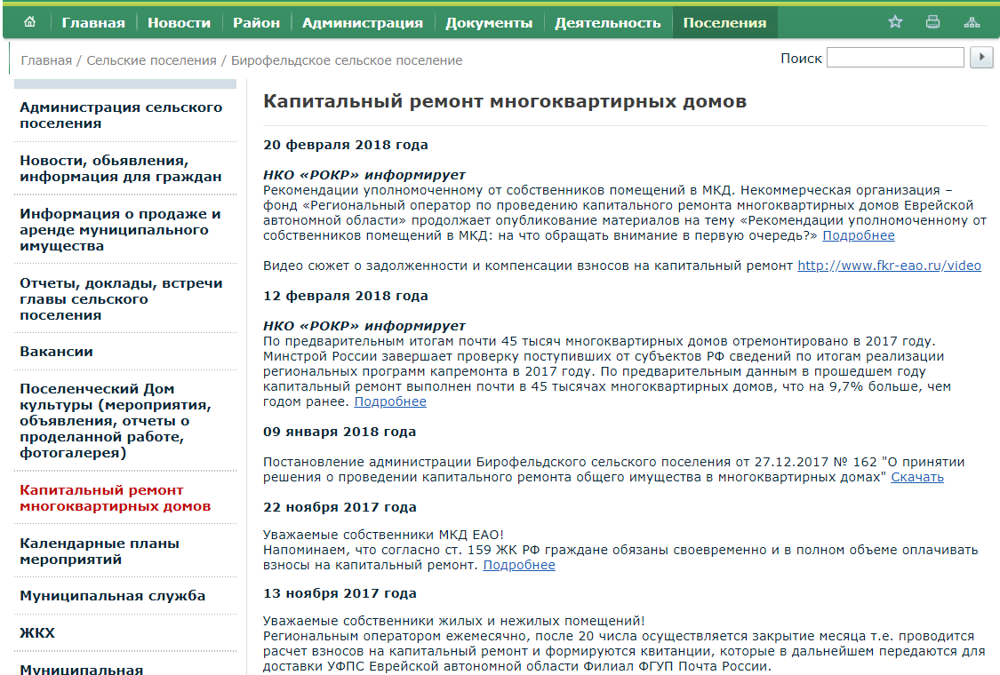 Главная Новости Район Администрация Документы Деятельность Поселения
Главная / Сельские поселения / Бирофельдское сельское поселение
Поиск
Администрация сельского
поселения
Новости, обьявления,
информация для граждан
Информация о продаже и
аренде муниципального
имущества
Отчеты, доклады, встречи
главы сельского
поселения
Вакансии
Поселенческий Дом
культуры (мероприятия,
объявления, отчеты о
проделанной работе,
фотогалерея)
Капитальный ремонт
многоквартирных домов
Календарные планы
мероприятий
Муниципальная служба
ЖКХ
Муниципальная
Капитальный ремонт многоквартирных домов
20 февраля 2018 года
НКО «РОКР» информирует
Рекомендации уполномоченному от собственников помещений в МКД. Некоммерческая организация –
фонд «Региональный оператор по проведению капитального ремонта многоквартирных домов Еврейской
автономной области» продолжает опубликование материалов на тему «Рекомендации уполномоченному от
собственников помещений в МКД: на что обращать внимание в первую очередь?» Подробнее
Видео сюжет о задолженности и компенсации взносов на капитальный ремонт http://www.fkr-eao.ru/video
12 февраля 2018 года
НКО «РОКР» информирует
По предварительным итогам почти 45 тысяч многоквартирных домов отремонтировано в 2017 году.
Минстрой России завершает проверку поступивших от субъектов РФ сведений по итогам реализации
региональных программ капремонта в 2017 году. По предварительным данным в прошедшем году
капитальный ремонт выполнен почти в 45 тысячах многоквартирных домов, что на 9,7% больше, чем
годом ранее. Подробнее
09 января 2018 года
Постановление администрации Бирофельдского сельского поселения от 27.12.2017 № 162 "О принятии
решения о проведении капитального ремонта общего имущества в многоквартирных домах" Скачать
22 ноября 2017 года
Уважаемые собственники МКД ЕАО!
Напоминаем, что согласно ст. 159 ЖК РФ граждане обязаны своевременно и в полном объеме оплачивать
взносы на капитальный ремонт. Подробнее
13 ноября 2017 года
Уважаемые собственники жилых и нежилых помещений!
Региональным оператором ежемесячно, после 20 числа осуществляется закрытие месяца т.е. проводится
расчет взносов на капитальный ремонт и формируются квитанции, которые в дальнейшем передаются для
доставки УФПС Еврейской автономной области Филиал ФГУП Почта России.